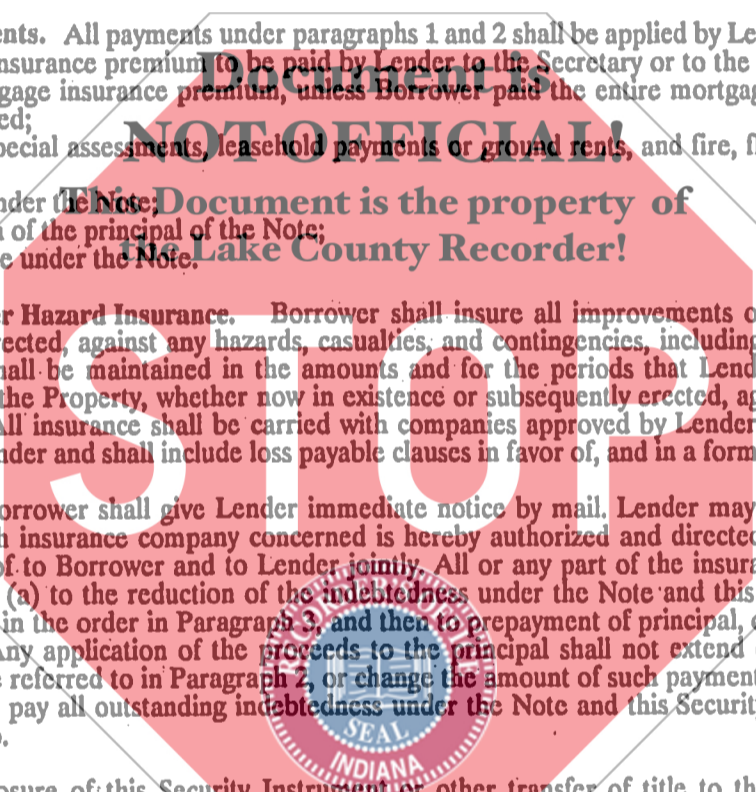 ents. All payments under paragraphs 1 and 2 shall be applied by Le
nsurance premium to be paid by Lender to the Secretary or to the
gage insurance premium, unless Borrower paid the entire mortga
ed;
pecial assessments, leasehold payments or ground rents, and fire, f
nder the Note;
of the principal of the Note;
e under the Note.
Document is
NOT OFFICIAL!
This Document is the property of
the Lake County Recorder!
STOP
r Hazard Insurance. Borrower shall insure all improvements o
rected, against any hazards, casualties, and contingencies, including
hall be maintained in the amounts and for the periods that Lend
the Property, whether now in existence or subsequently erected, ag
All insurance shall be carried with companies approved by Lender
nder and shall include loss payable clauses in favor of, and in a form
orrower shall give Lender immediate notice by mail. Lender may
h insurance company concerned is hereby authorized and directed
of to Borrower and to Lender jointly. All or any part of the insura
(a) to the reduction of the indebtedness under the Note and this
in the order in Paragraph 3, and then to prepayment of principal,
Any application of the proceeds to the principal shall not extend
referred to in Paragraph 2, or change the amount of such payment
pay all outstanding indebtedness under the Note and this Securit
RECORDER'S OFFICE
SEAL
INDIANA
osure of this Security Instrument or other transfer of title to th